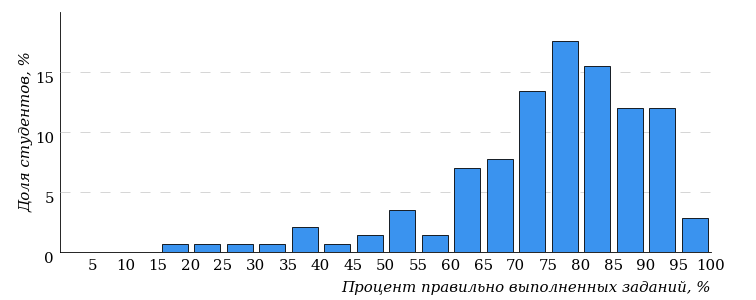 Доля студентов, %
15
10
5
0
5 10 15 20 25 30 35 40 45 50 55 60 65 70 75 80 85 90 95 100
Процент правильно выполненных заданий, %